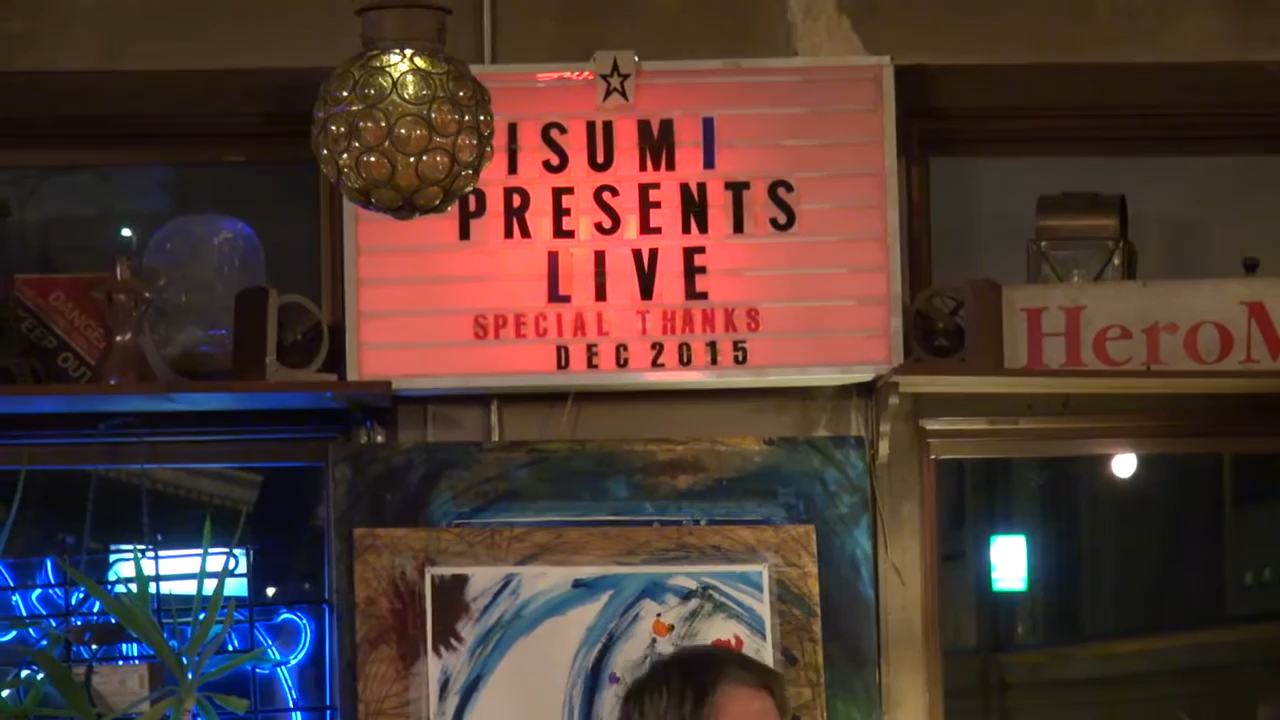 ISUMI
PRESENTS
LIVE
SPECIAL THANKS
DEC 2015
DANGER
KEEP OUT
HeroM